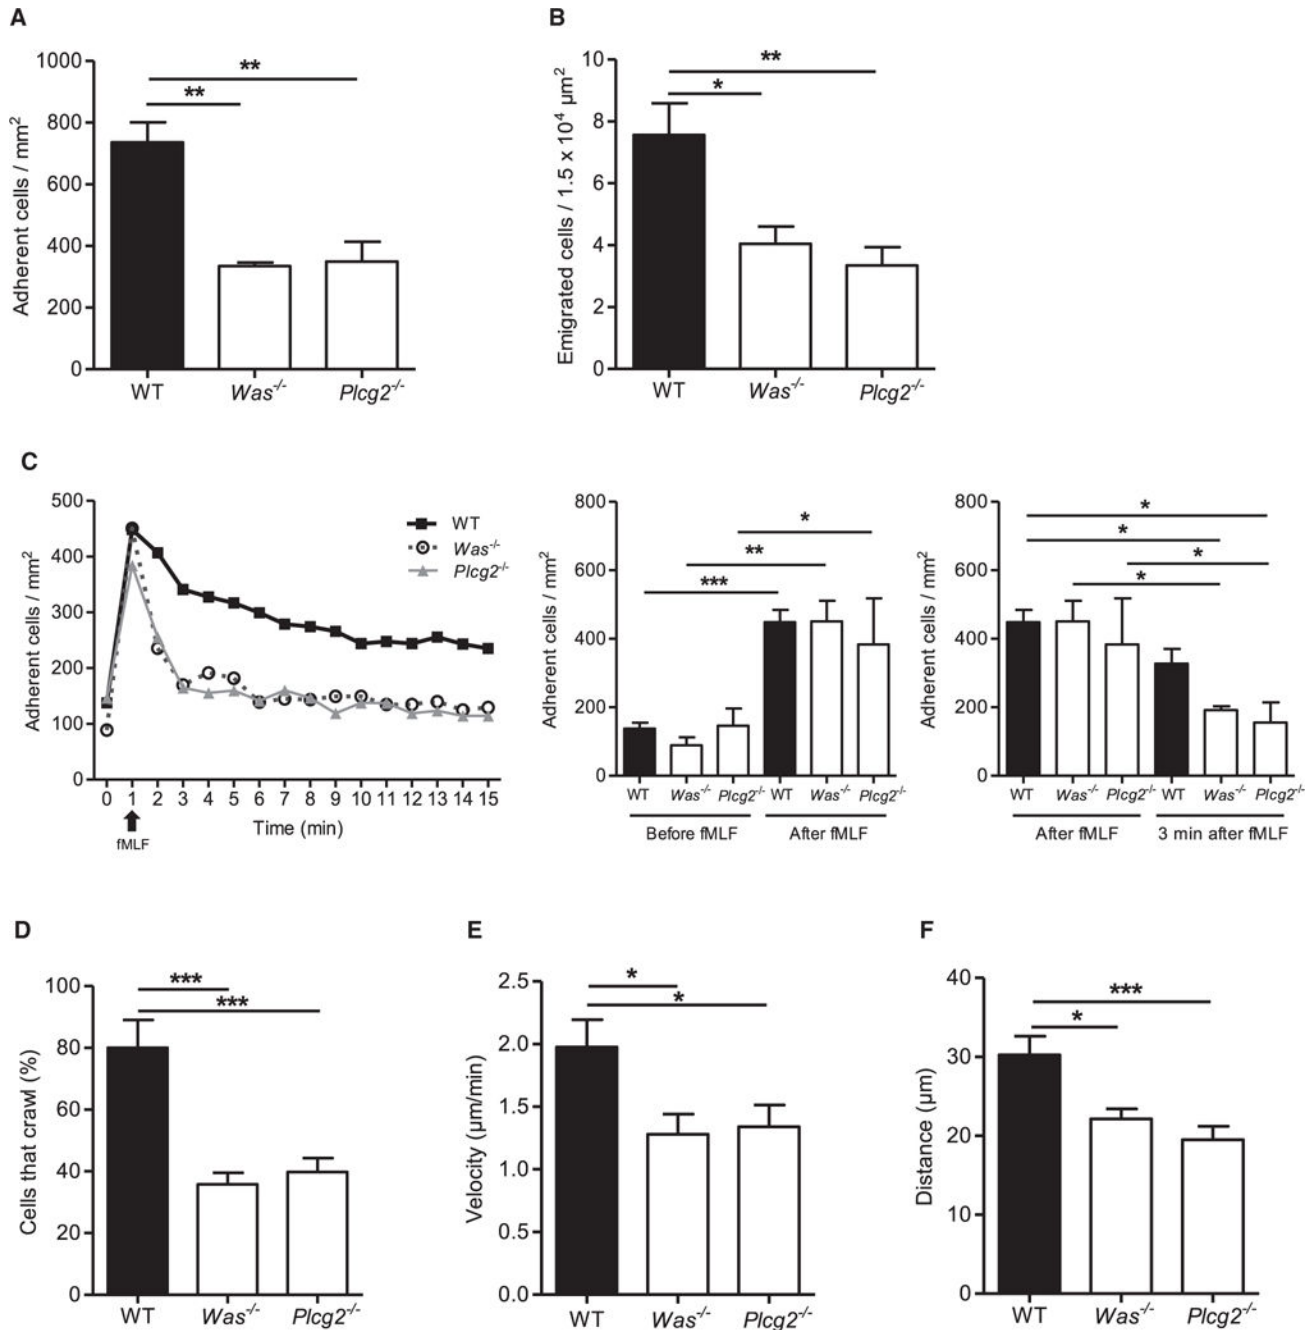 A
Adherent cells / mm²
1000
800
600
400
200
0
**
**
WT
Was⁻/⁻
Plcg2⁻/⁻
B
Emigrated cells / 1.5 x 10⁴ µm²
10
8
6
4
2
0
**
*
WT
Was⁻/⁻
Plcg2⁻/⁻
C
Adherent cells / mm²
500
400
300
200
100
0
WT
Was⁻/⁻
Plcg2⁻/⁻
0 1 2 3 4 5 6 7 8 9 10 11 12 13 14 15
Time (min)
fMLF
Adherent cells / mm²
800
600
400
200
0
*
**
***
WT Was⁻/⁻ Plcg2⁻/⁻ WT Was⁻/⁻ Plcg2⁻/⁻
Before fMLF After fMLF
Adherent cells / mm²
800
600
400
200
0
*
*
*
*
WT Was⁻/⁻ Plcg2⁻/⁻ WT Was⁻/⁻ Plcg2⁻/⁻
After fMLF 3 min after fMLF
D
Cells that crawl (%)
100
80
60
40
20
0
***
***
WT
Was⁻/⁻
Plcg2⁻/⁻
E
Velocity (µm/min)
2.5
2.0
1.5
1.0
0.5
0.0
*
*
WT
Was⁻/⁻
Plcg2⁻/⁻
F
Distance (µm)
40
30
20
10
0
***
*
WT
Was⁻/⁻
Plcg2⁻/⁻